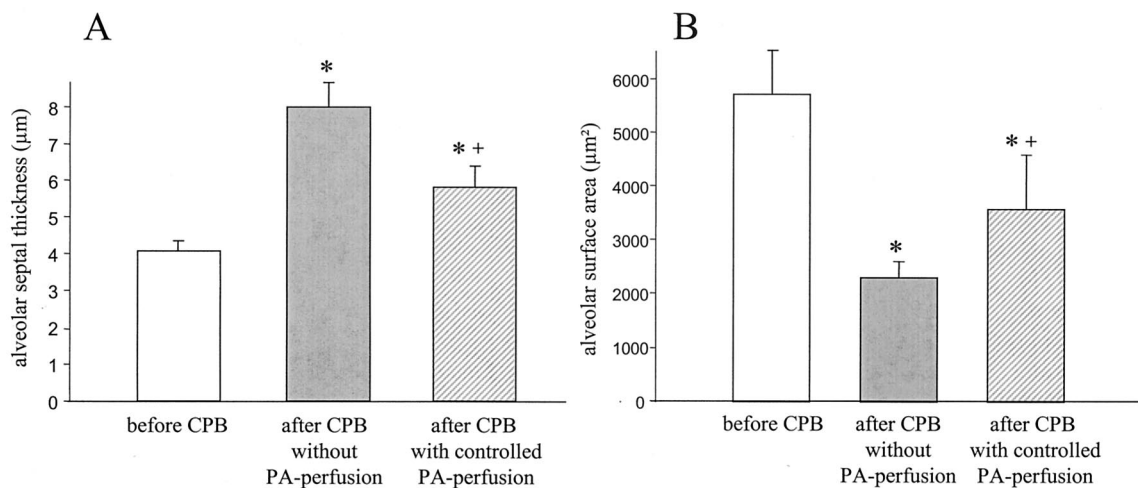 A
alveolar septal thickness (µm)
8
7
6
5
4
3
2
1
0
*
* +
before CPB
after CPB
without
PA-perfusion
after CPB
with controlled
PA-perfusion
B
alveolar surface area (µm²)
6000
5000
4000
3000
2000
1000
0
*
* +
before CPB
after CPB
without
PA-perfusion
after CPB
with controlled
PA-perfusion